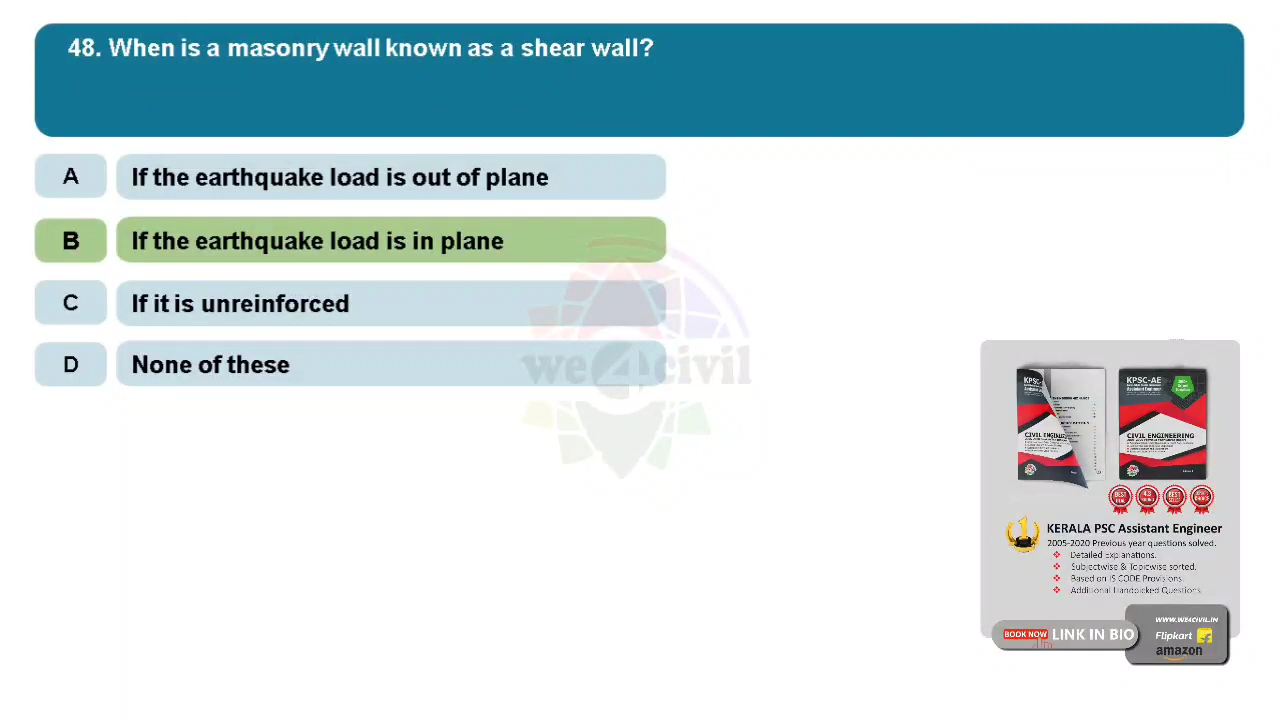 48. When is a masonry wall known as a shear wall?
A If the earthquake load is out of plane
B If the earthquake load is in plane
C If it is unreinforced
D None of these
we4civil
KPSC-AE
Assistant Engineer
CIVIL ENGINEERING
KERALA PSC Assistant Engineer
2005-2020 Previous year questions solved.
Detailed Explanations.
Subjectwise & Topicwise sorted.
Based on IS CODE Provisions.
Additional Handpicked Questions
BOOK NOW LINK IN BIO
WWW.WE4CIVIL.IN
Flipkart
amazon